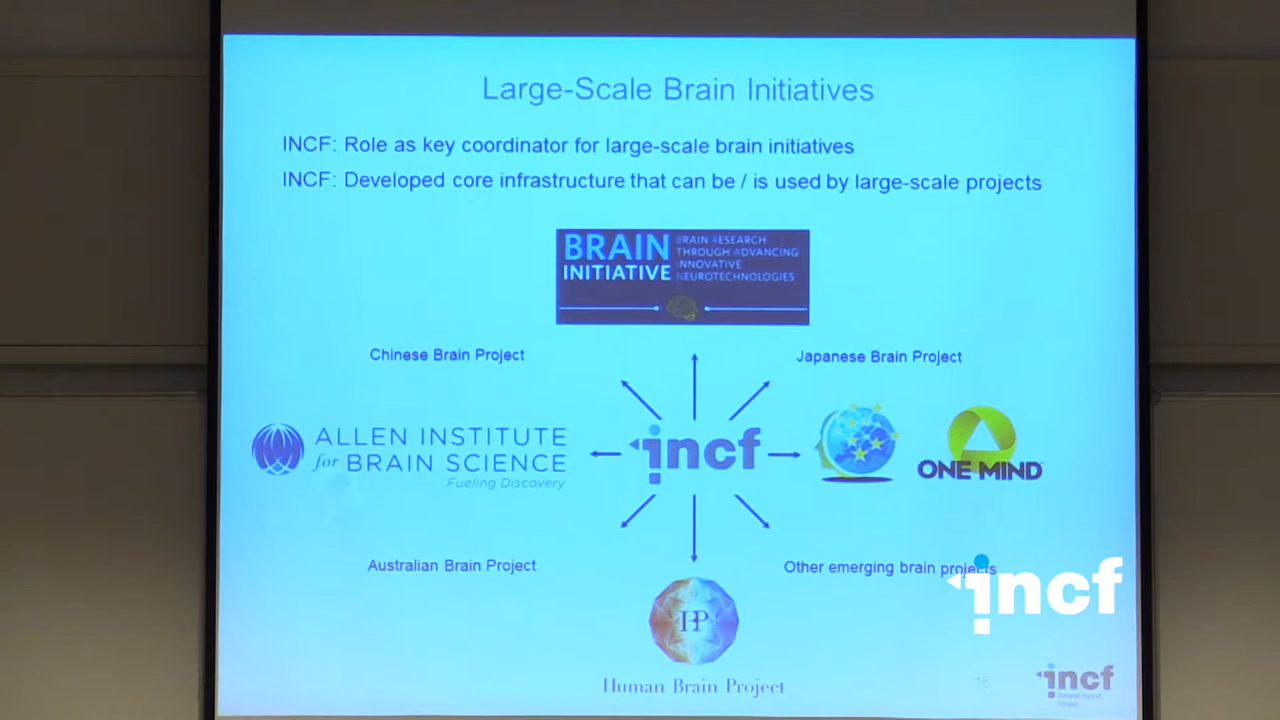 Large-Scale Brain Initiatives
INCF: Role as key coordinator for large-scale brain initiatives
INCF: Developed core infrastructure that can be / is used by large-scale projects
BRAIN INITIATIVE
BRAIN RESEARCH
THROUGH ADVANCING
INNOVATIVE
NEUROTECHNOLOGIES
Chinese Brain Project
Japanese Brain Project
ALLEN INSTITUTE
for BRAIN SCIENCE
Fueling Discovery
incf
ONE MIND
Australian Brain Project
Other emerging brain projects
incf
HP
Human Brain Project
16
incf